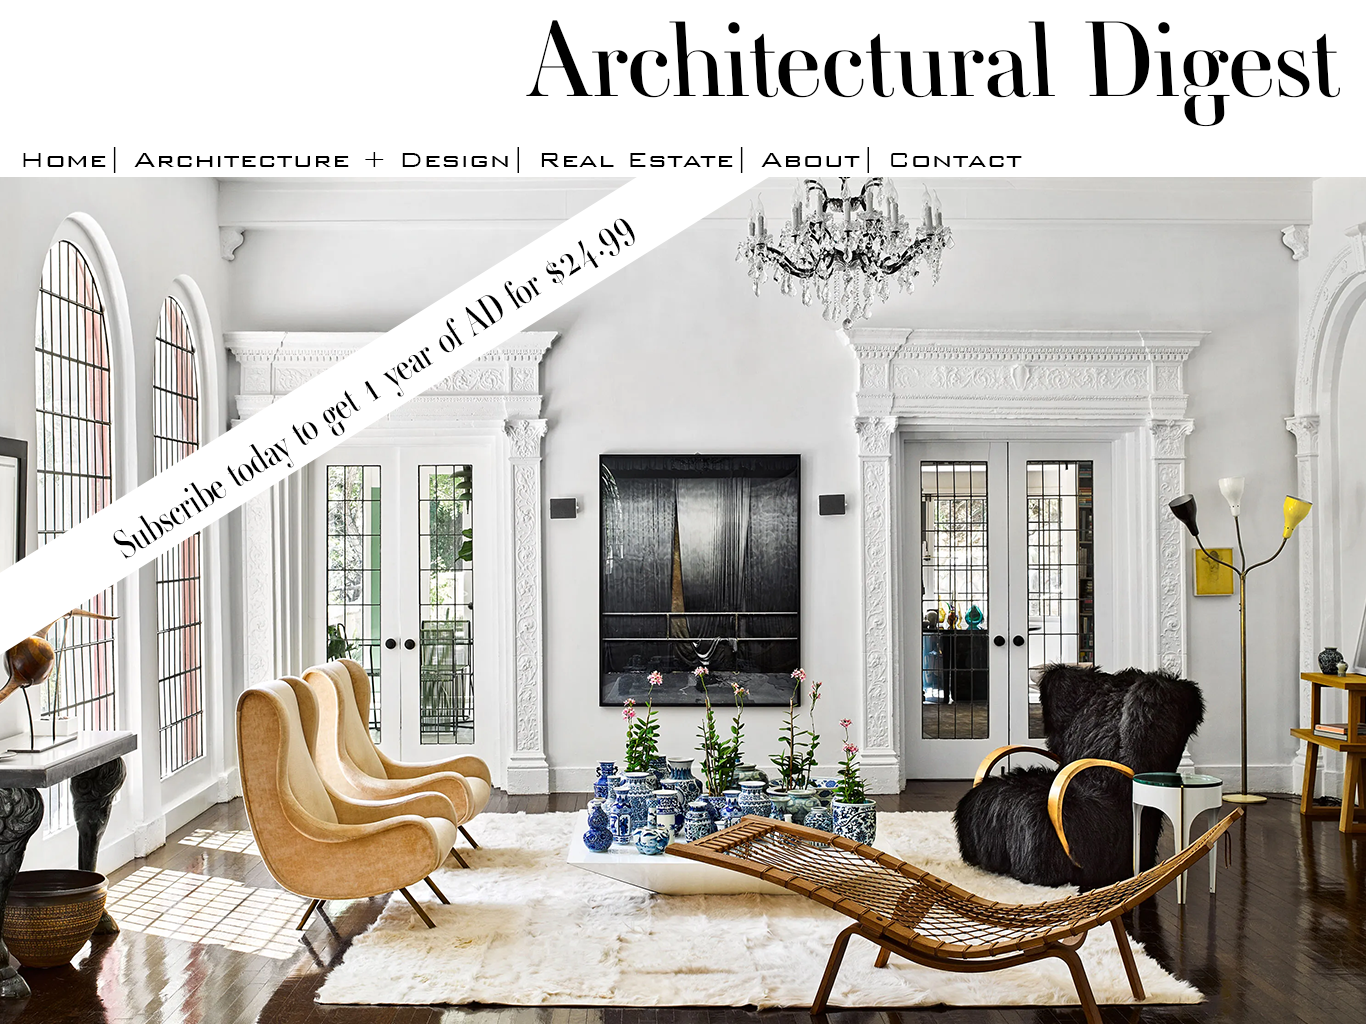 Architectural Digest
Home| Architecture + Design| Real Estate| About| Contact
Subscribe today to get 1 year of AD for $24.99